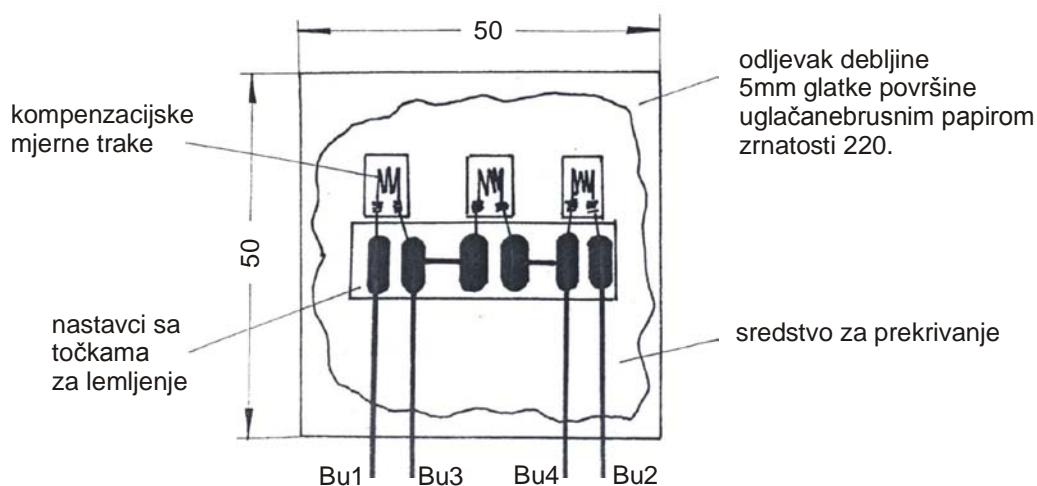 50
odljevak debljine
5mm glatke površine
uglačanebrusnim papirom
zrnatosti 220.
kompenzacijske
mjerne trake
50
nastavci sa
točkama
za lemljenje
sredstvo za prekrivanje
Bu1 Bu3 Bu4 Bu2